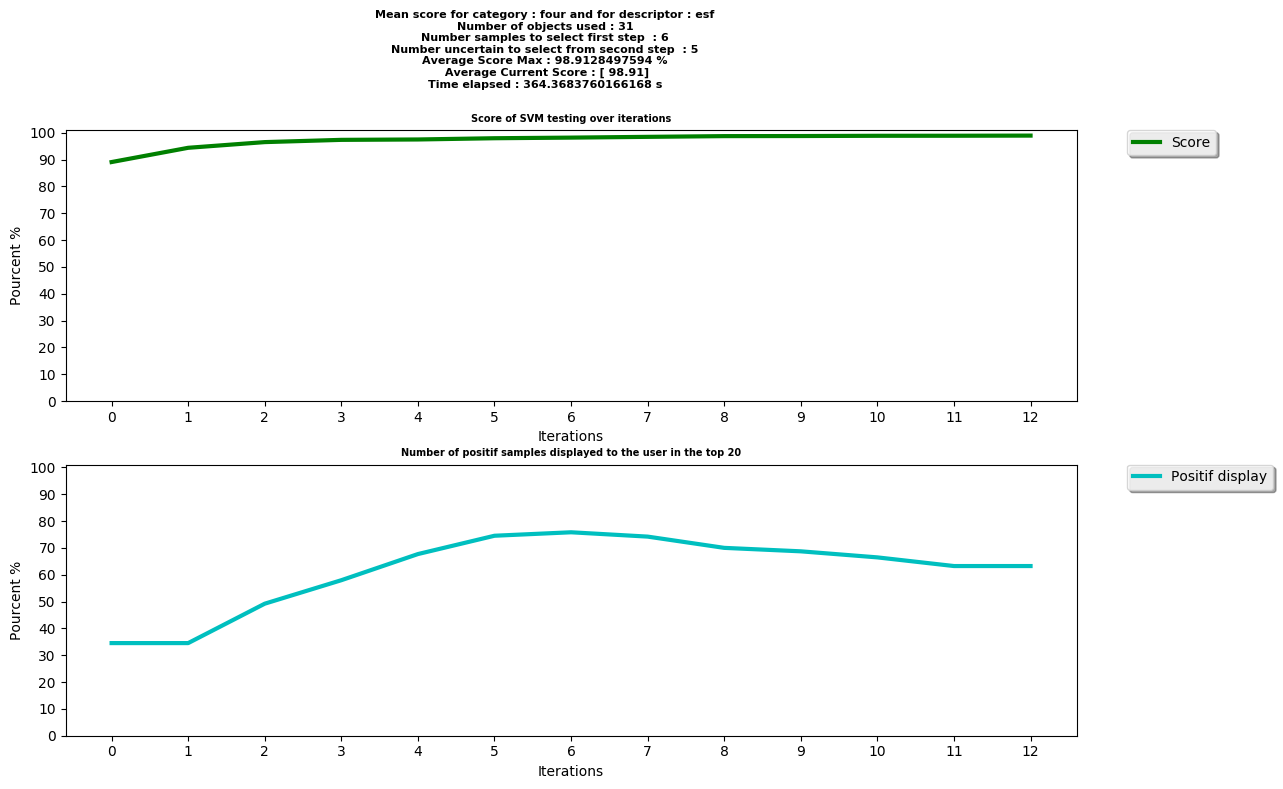 Mean score for category : four and for descriptor : esf
Number of objects used : 31
Number samples to select first step  : 6
Number uncertain to select from second step  : 5
Average Score Max : 98.9128497594 %
Average Current Score : [ 98.91]
Time elapsed : 364.3683760166168 s
Score of SVM testing over iterations
100
90
80
70
60
50
40
30
20
10
0
Pourcent %
0 1 2 3 4 5 6 7 8 9 10 11 12
Iterations
Score
Number of positif samples displayed to the user in the top 20
100
90
80
70
60
50
40
30
20
10
0
Pourcent %
0 1 2 3 4 5 6 7 8 9 10 11 12
Iterations
Positif display